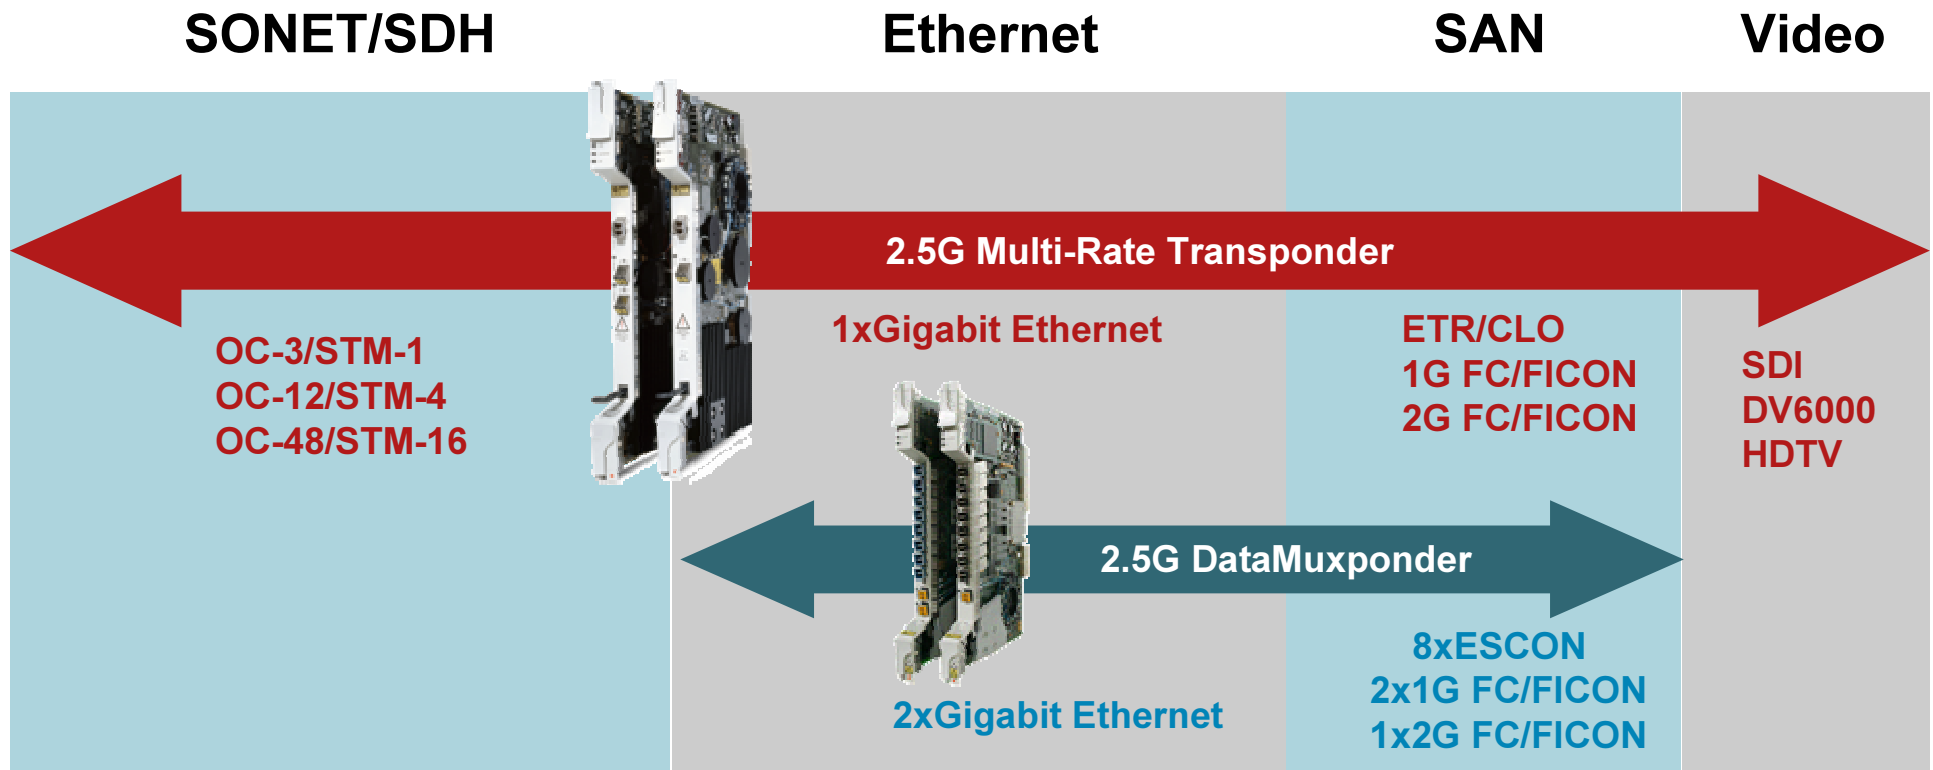 SONET/SDH
Ethernet
SAN
Video
2.5G Multi-Rate Transponder
OC-3/STM-1
OC-12/STM-4
OC-48/STM-16
1xGigabit Ethernet
ETR/CLO
1G FC/FICON
2G FC/FICON
SDI
DV6000
HDTV
2.5G DataMuxponder
2xGigabit Ethernet
8xESCON
2x1G FC/FICON
1x2G FC/FICON